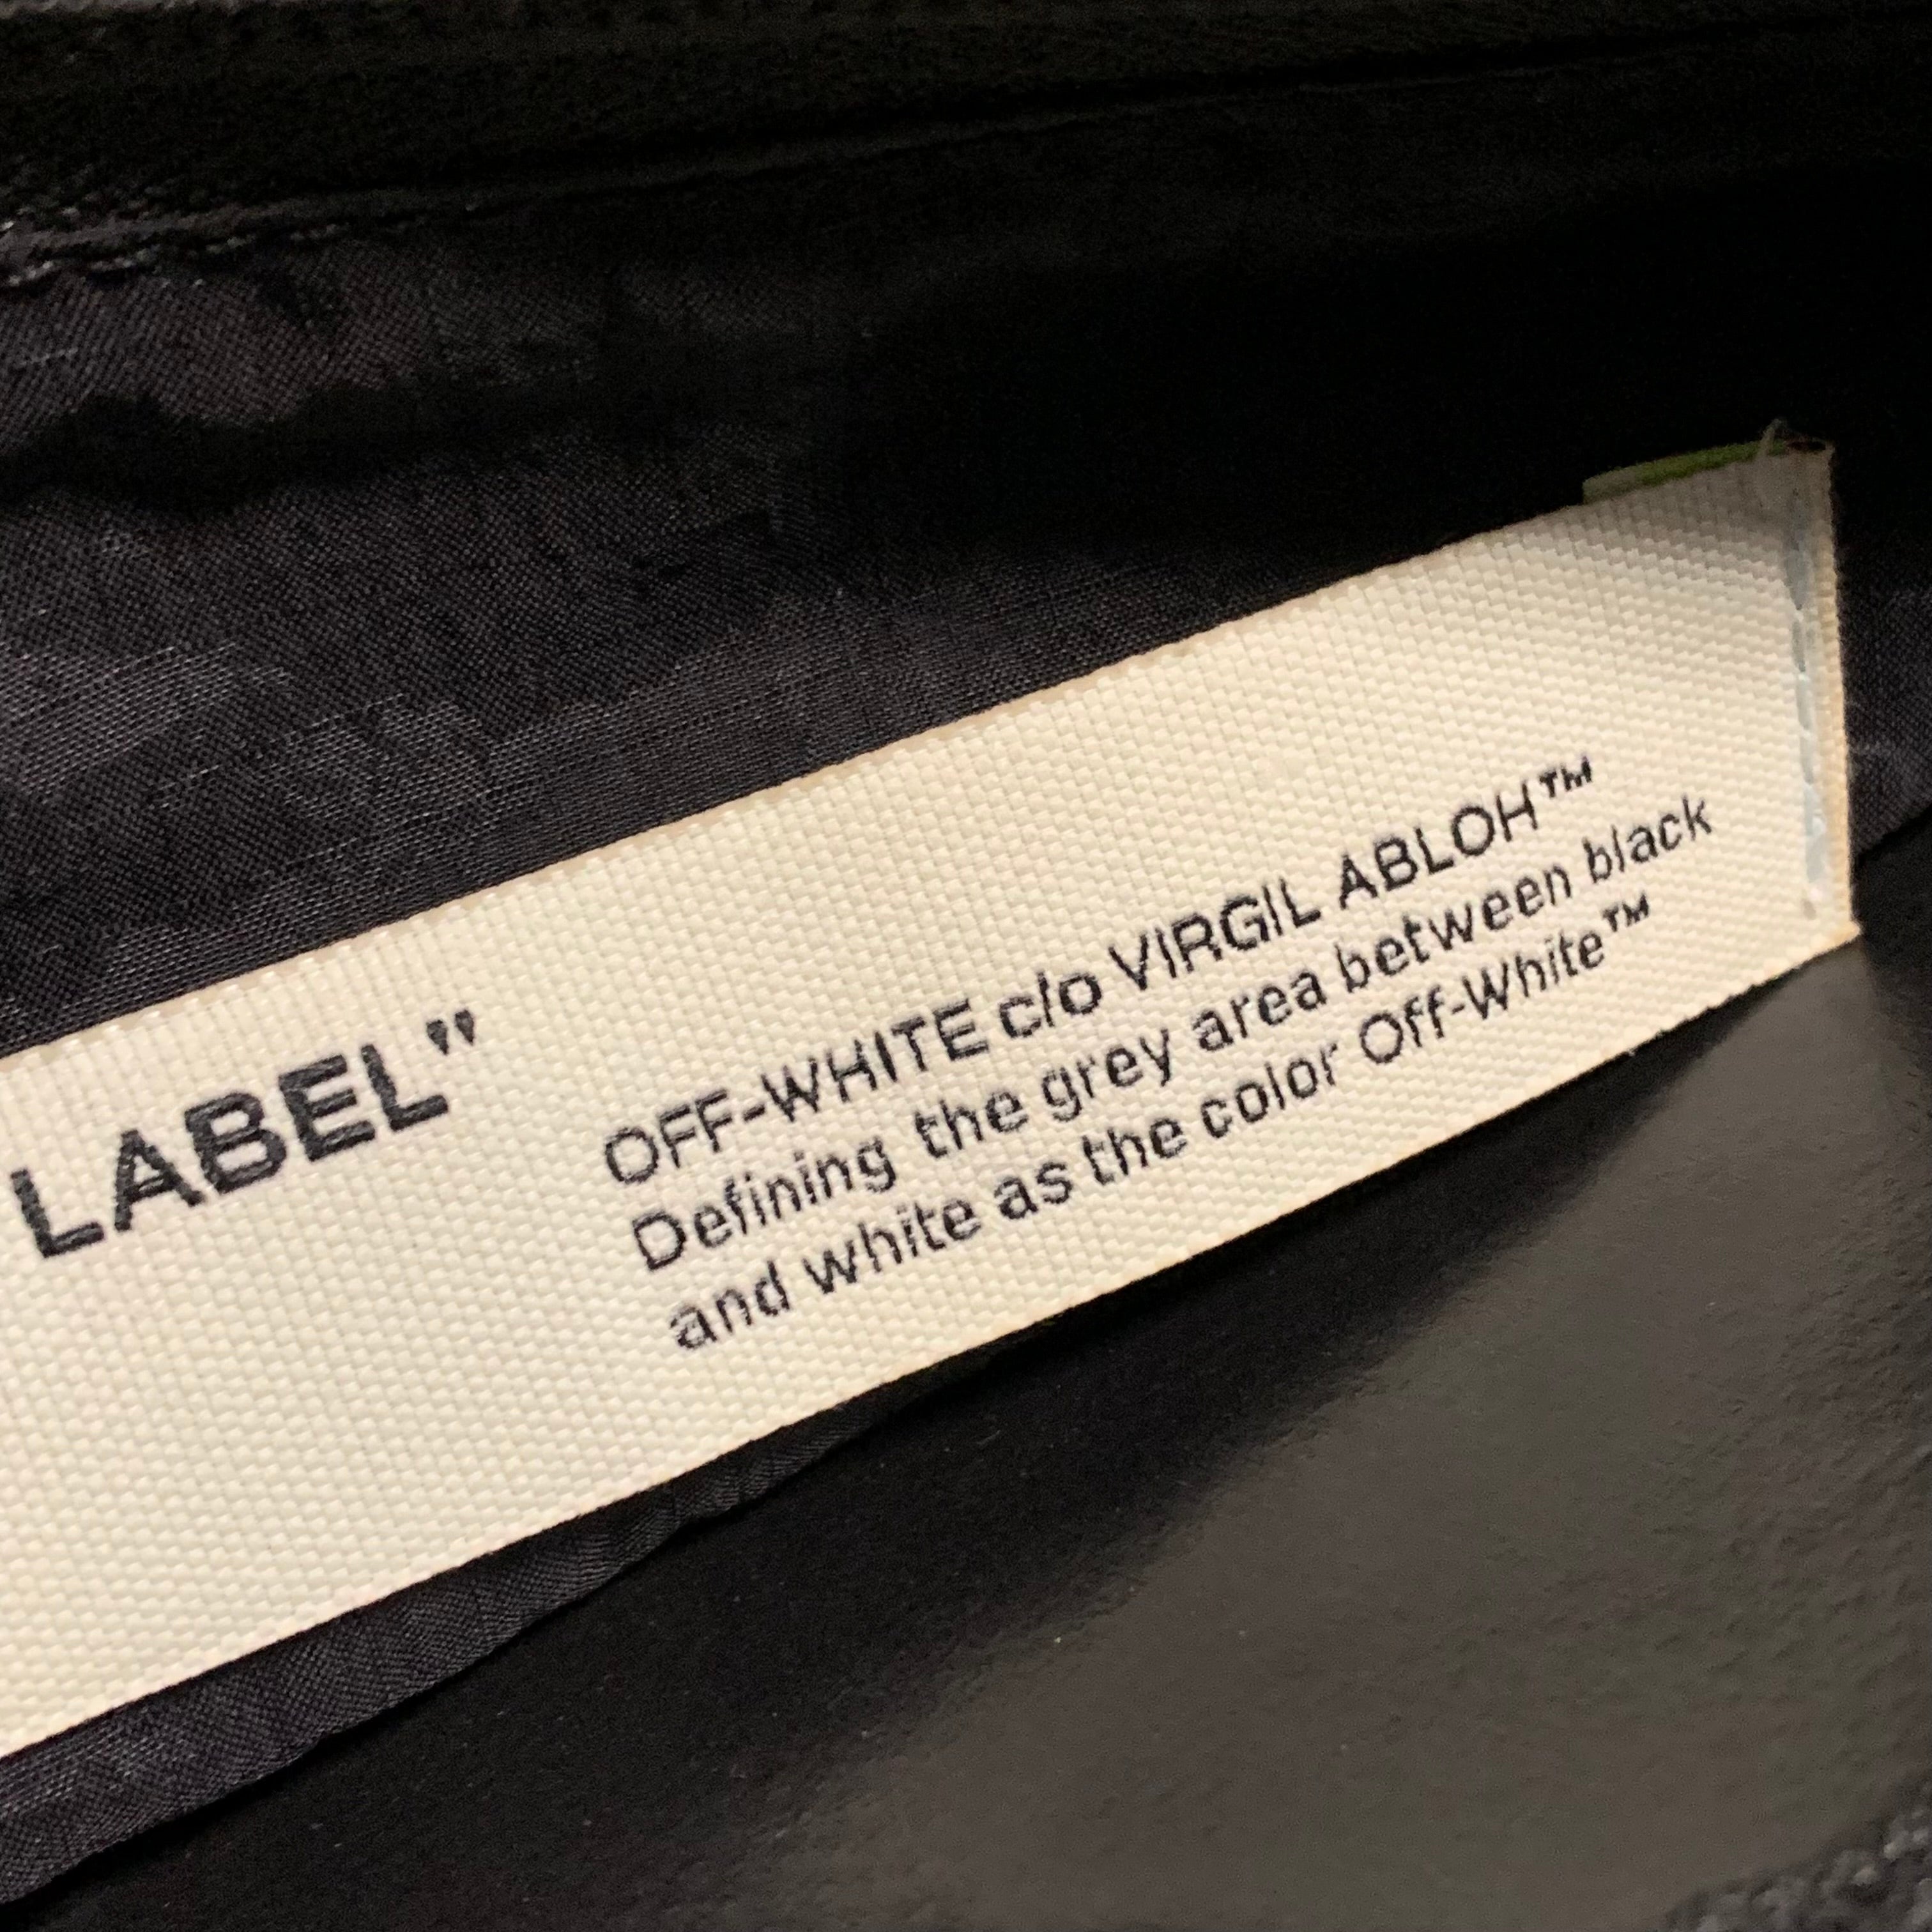 LABEL"
OFF-WHITE c/o VIRGIL ABLOH™
Defining the grey area between black
and white as the color Off-White™